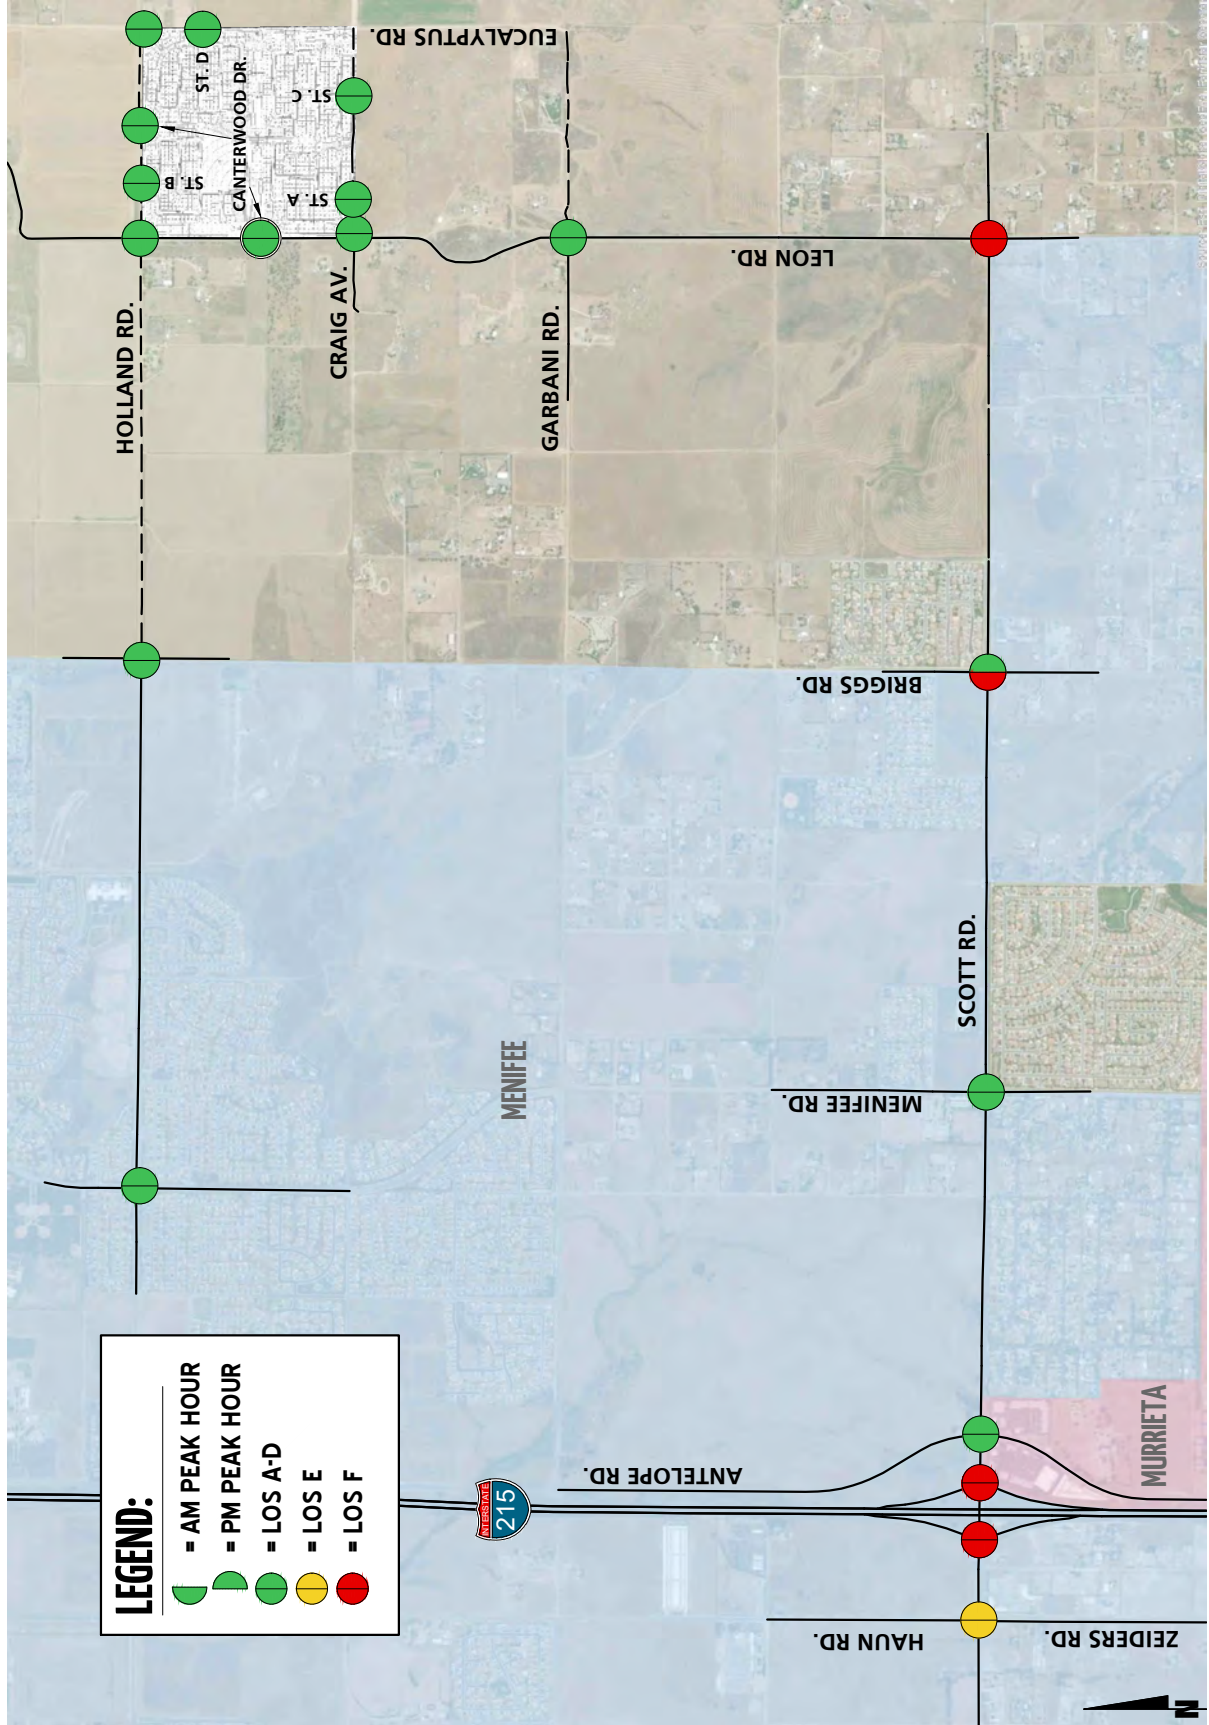 LEGEND:
= AM PEAK HOUR
= PM PEAK HOUR
= LOS A-D
= LOS E
= LOS F
HOLLAND RD.
ST. B
CANTERWOOD DR.
ST. D
ST. A
ST. C
CRAIG AV.
EUCALYPTUS RD.
GARBANI RD.
LEON RD.
MENIFEE
INTERSTATE
215
ANTELOPE RD.
MENIFEE RD.
BRIGGS RD.
SCOTT RD.
HAUN RD.
ZEIDERS RD.
MURRIETA
N